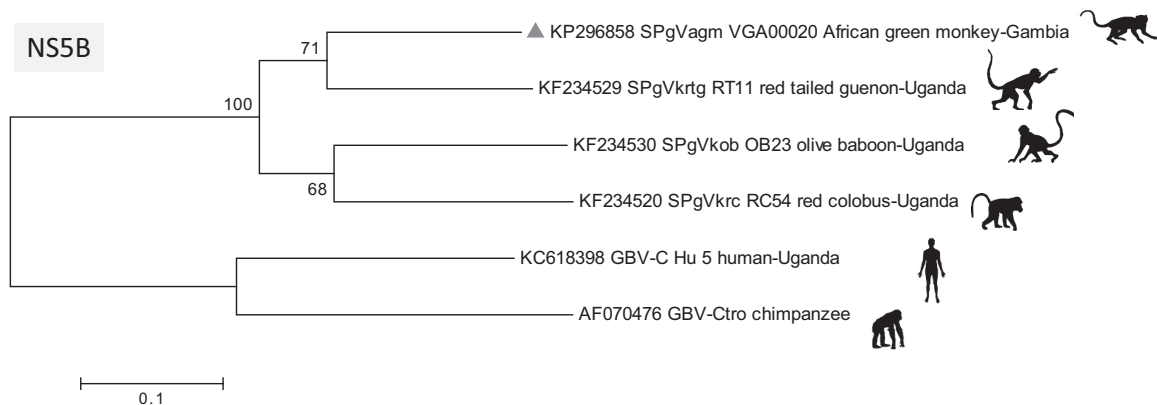 NS5B
KP296858 SPgVagm VGA00020 African green monkey-Gambia
71
KF234529 SPgVkrtg RT11 red tailed guenon-Uganda
100
KF234530 SPgVkob OB23 olive baboon-Uganda
68
KF234520 SPgVkrc RC54 red colobus-Uganda
KC618398 GBV-C Hu 5 human-Uganda
AF070476 GBV-Ctro chimpanzee
0.1